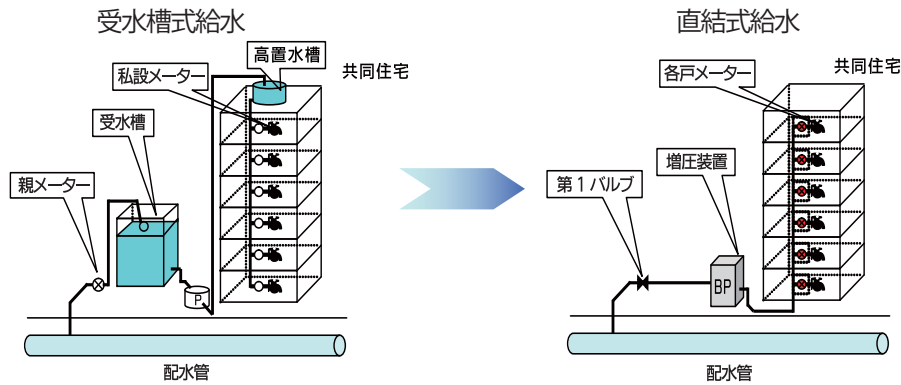 受水槽式給水
高置水槽
私設メーター
共同住宅
受水槽
親メーター
P
配水管
直結式給水
各戸メーター
共同住宅
増圧装置
第1バルブ
BP
配水管